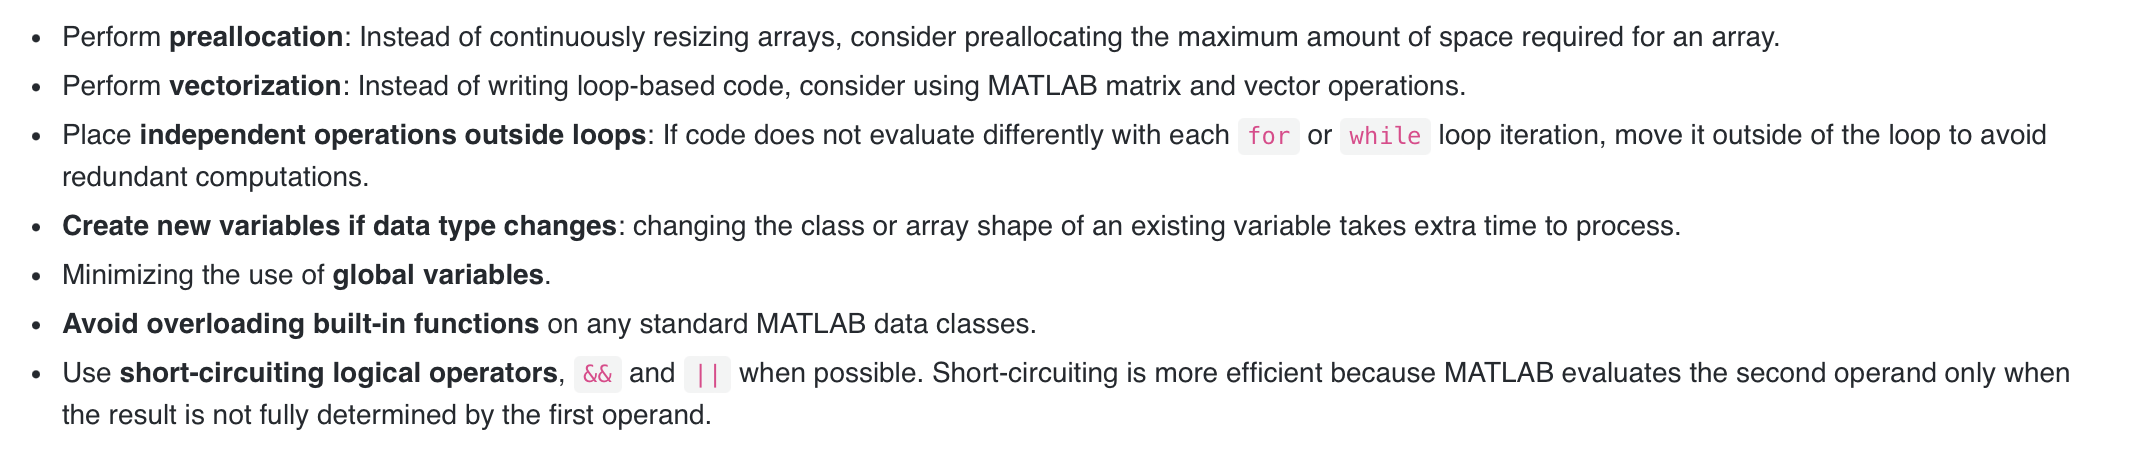 • Perform preallocation: Instead of continuously resizing arrays, consider preallocating the maximum amount of space required for an array.
• Perform vectorization: Instead of writing loop-based code, consider using MATLAB matrix and vector operations.
• Place independent operations outside loops: If code does not evaluate differently with each for or while loop iteration, move it outside of the loop to avoid
redundant computations.
• Create new variables if data type changes: changing the class or array shape of an existing variable takes extra time to process.
• Minimizing the use of global variables.
• Avoid overloading built-in functions on any standard MATLAB data classes.
• Use short-circuiting logical operators, && and || when possible. Short-circuiting is more efficient because MATLAB evaluates the second operand only when
the result is not fully determined by the first operand.